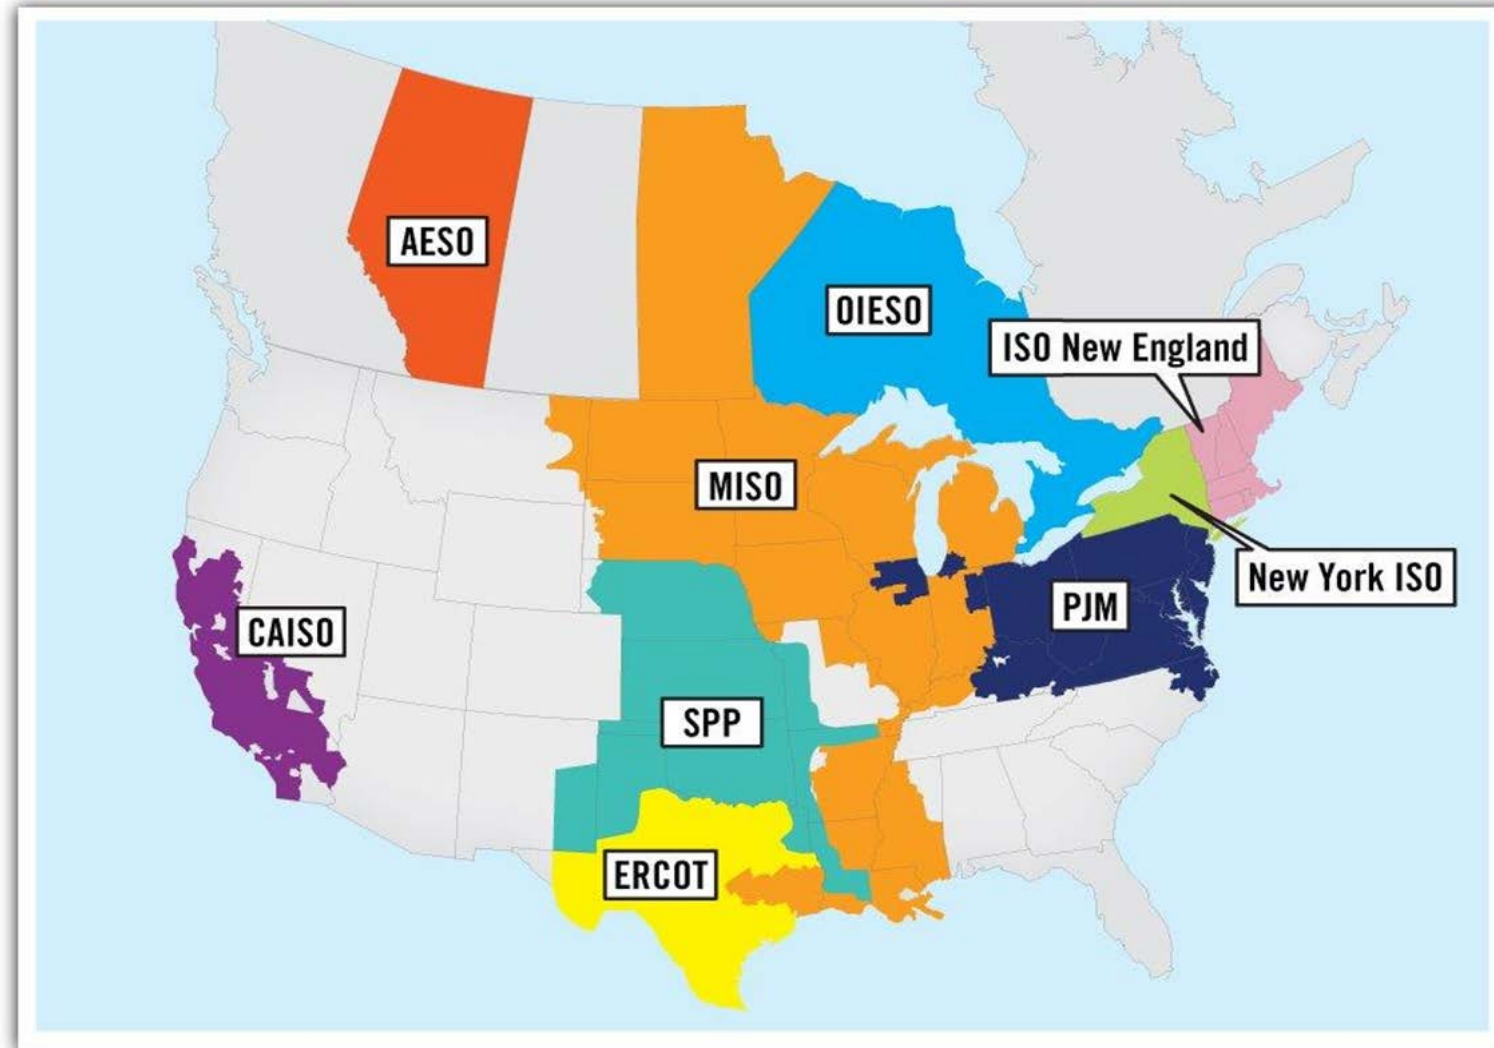 AESO
OIESO
ISO New England
MISO
New York ISO
PJM
CAISO
SPP
ERCOT